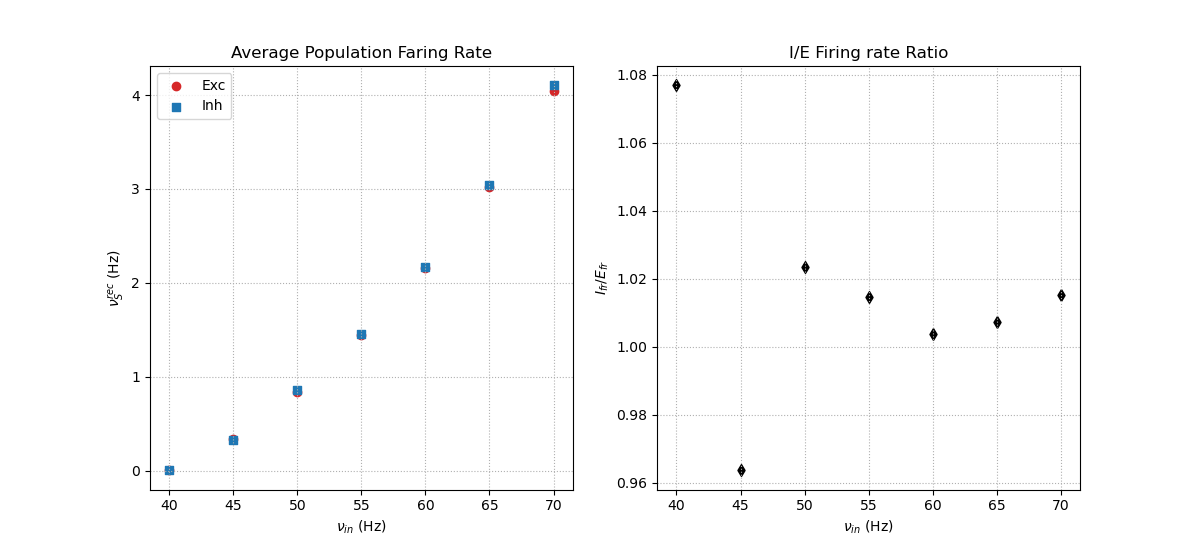 Average Population Faring Rate
Exc
Inh
4
3
2
1
0
40 45 50 55 60 65 70
ν_in (Hz)
ν_S^rec (Hz)
I/E Firing rate Ratio
1.08
1.06
1.04
1.02
1.00
0.98
0.96
40 45 50 55 60 65 70
ν_in (Hz)
I_fr/E_fr